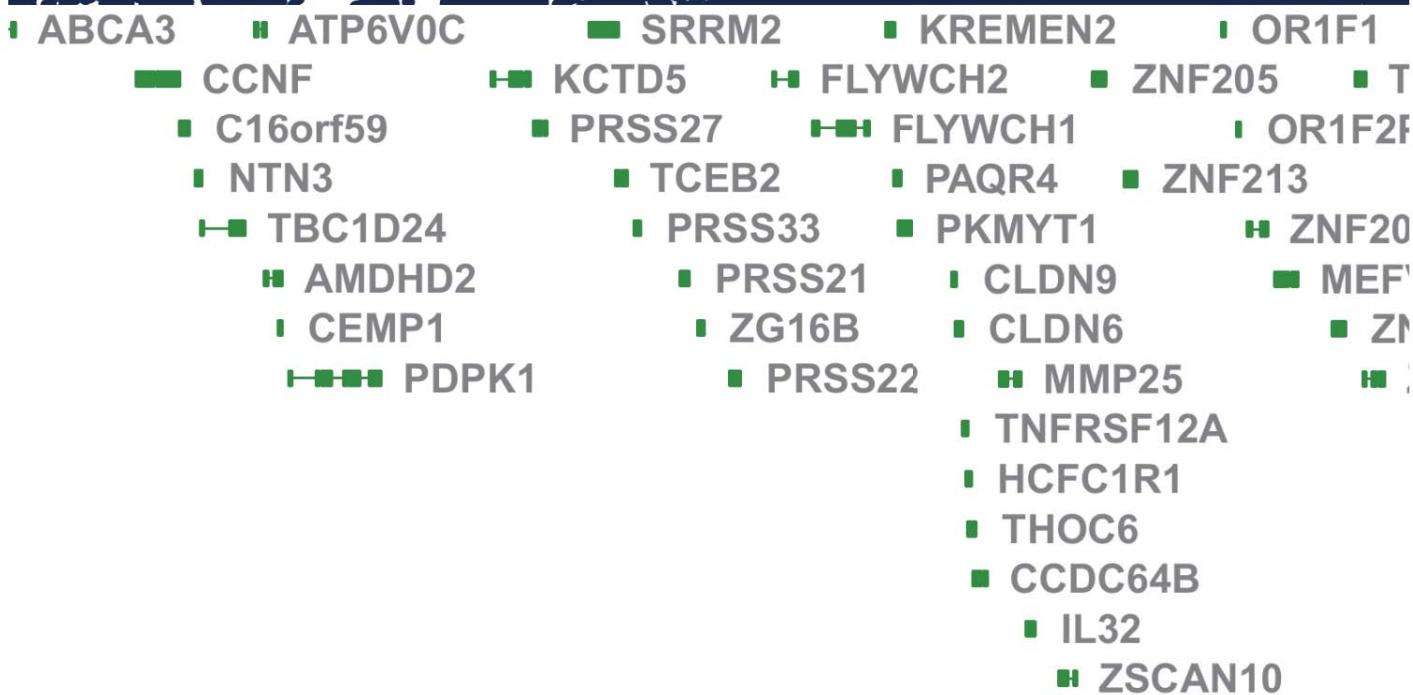 ABCA3 ATP6V0C SRRM2 KREMEN2 OR1F1
CCNF KCTD5 FLYWCH2 ZNF205
C16orf59 PRSS27 FLYWCH1
NTN3 TCEB2 PAQR4 ZNF213
TBC1D24 PRSS33 PKMYT1
AMDHD2 PRSS21 CLDN9
CEMP1 ZG16B CLDN6
PDPK1 PRSS22 MMP25
TNFRSF12A
HCFC1R1
THOC6
CCDC64B
IL32
ZSCAN10